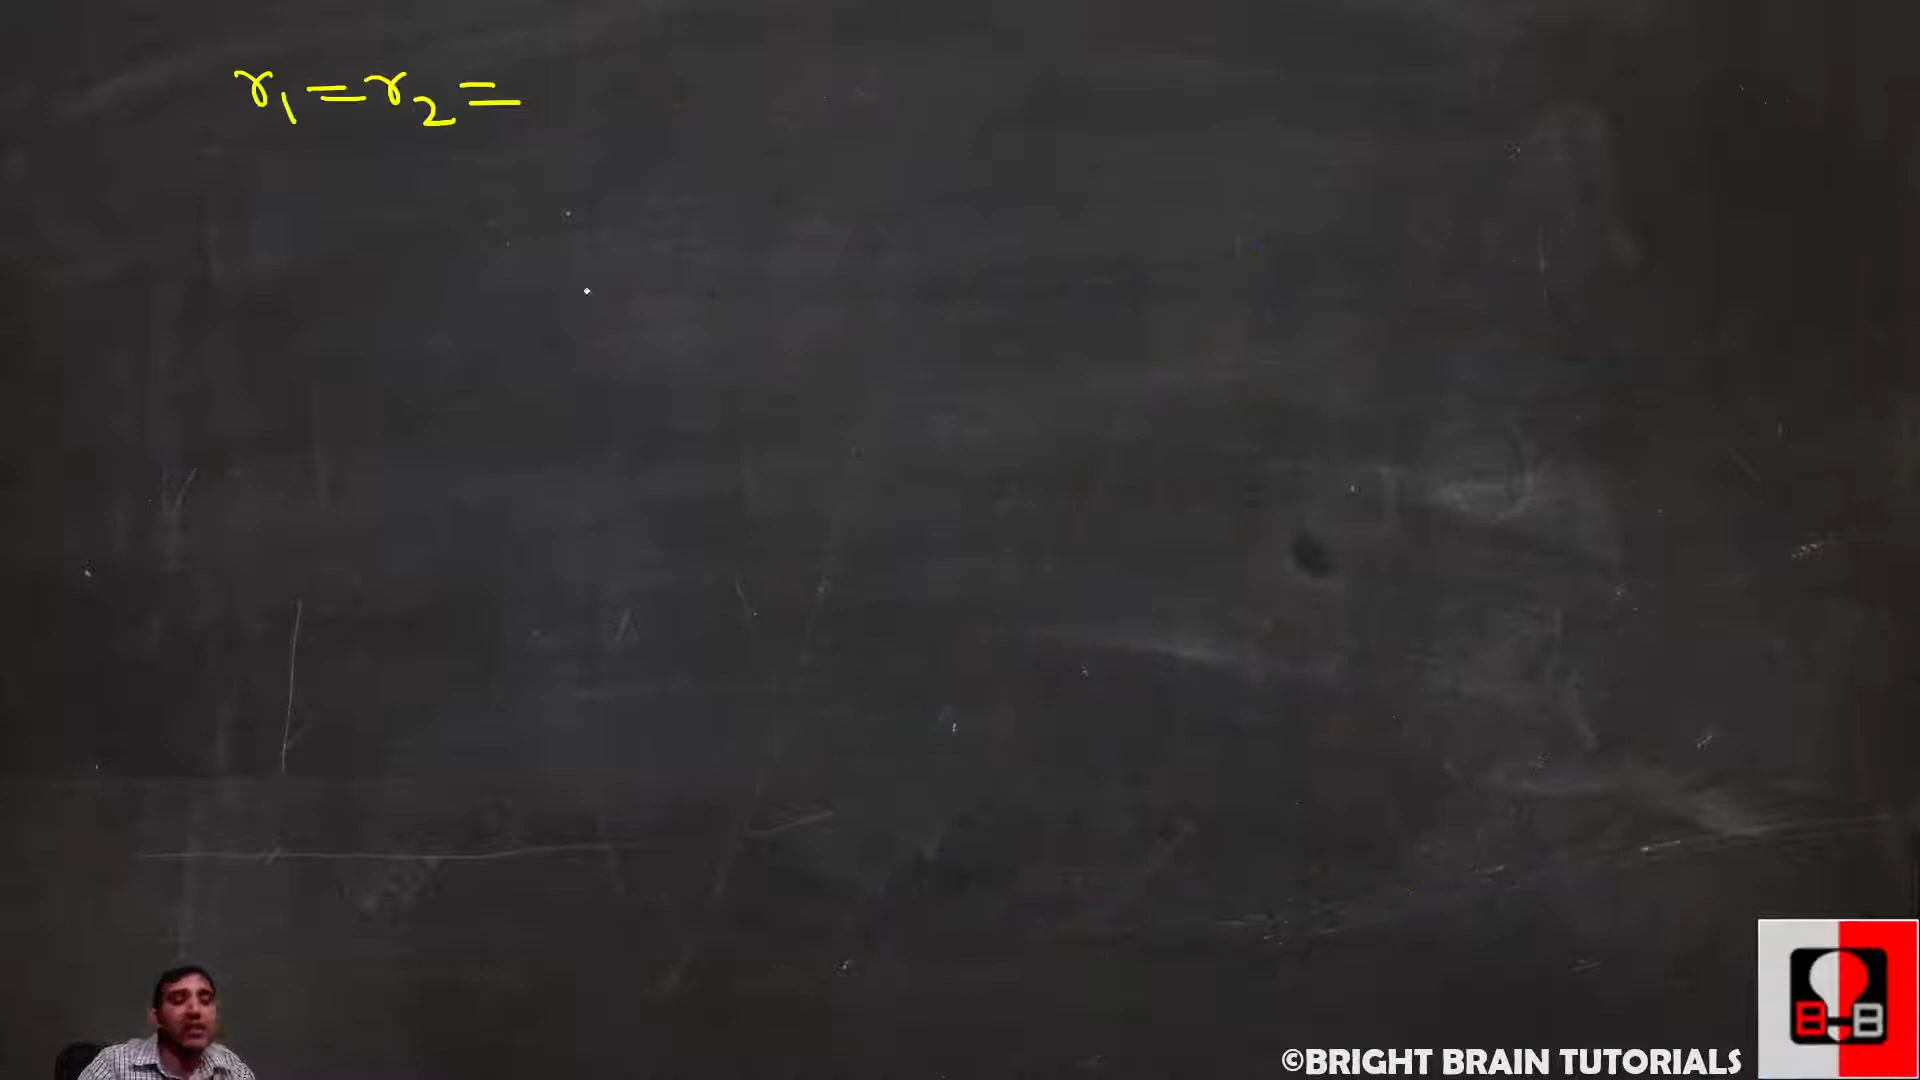 r₁ = r₂ =
B B
©BRIGHT BRAIN TUTORIALS